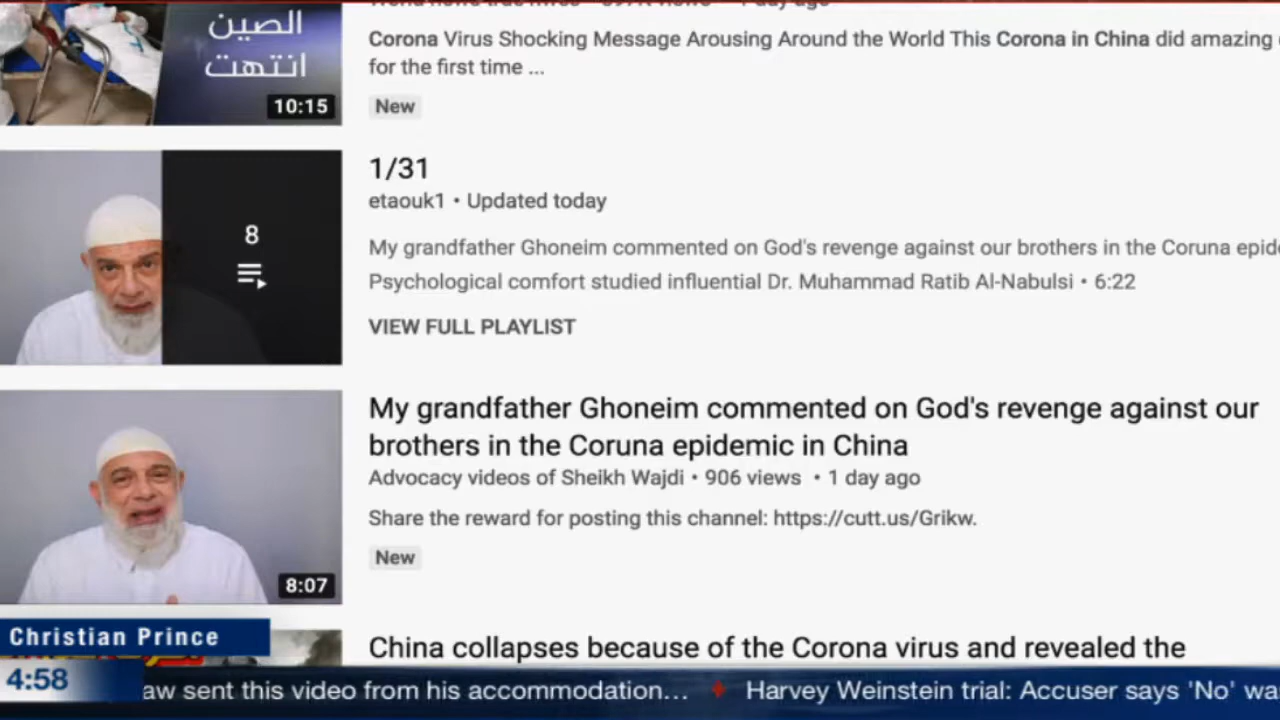 الصين
انتهت
10:15
Corona Virus Shocking Message Arousing Around the World This Corona in China did amazing
for the first time ...
New
1/31
etaouk1 • Updated today
8
My grandfather Ghoneim commented on God's revenge against our brothers in the Coruna epid
Psychological comfort studied influential Dr. Muhammad Ratib Al-Nabulsi • 6:22
VIEW FULL PLAYLIST
My grandfather Ghoneim commented on God's revenge against our
brothers in the Coruna epidemic in China
Advocacy videos of Sheikh Wajdi • 906 views • 1 day ago
Share the reward for posting this channel: https://cutt.us/Grikw.
New
8:07
China collapses because of the Corona virus and revealed the
Christian Prince
4:58
aw sent this video from his accommodation... ♦ Harvey Weinstein trial: Accuser says 'No' wa